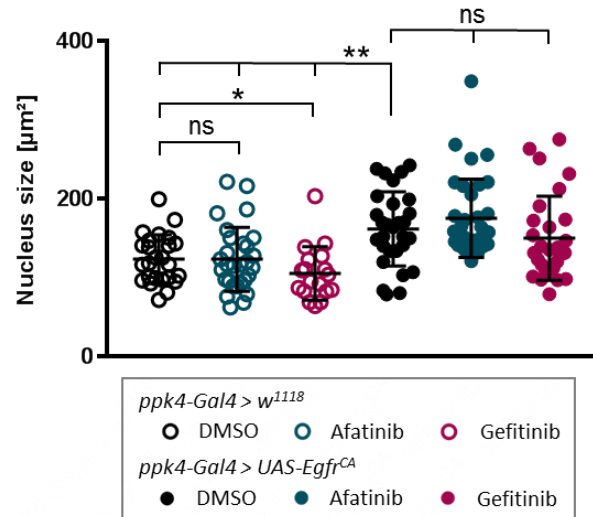 ns
400
**
*
ns
200
0
Nucleus size [µm²]
ppk4-Gal4 > w¹¹¹⁸
DMSO Afatinib Gefitinib
ppk4-Gal4 > UAS-Egfrᶜᴬ
DMSO Afatinib Gefitinib